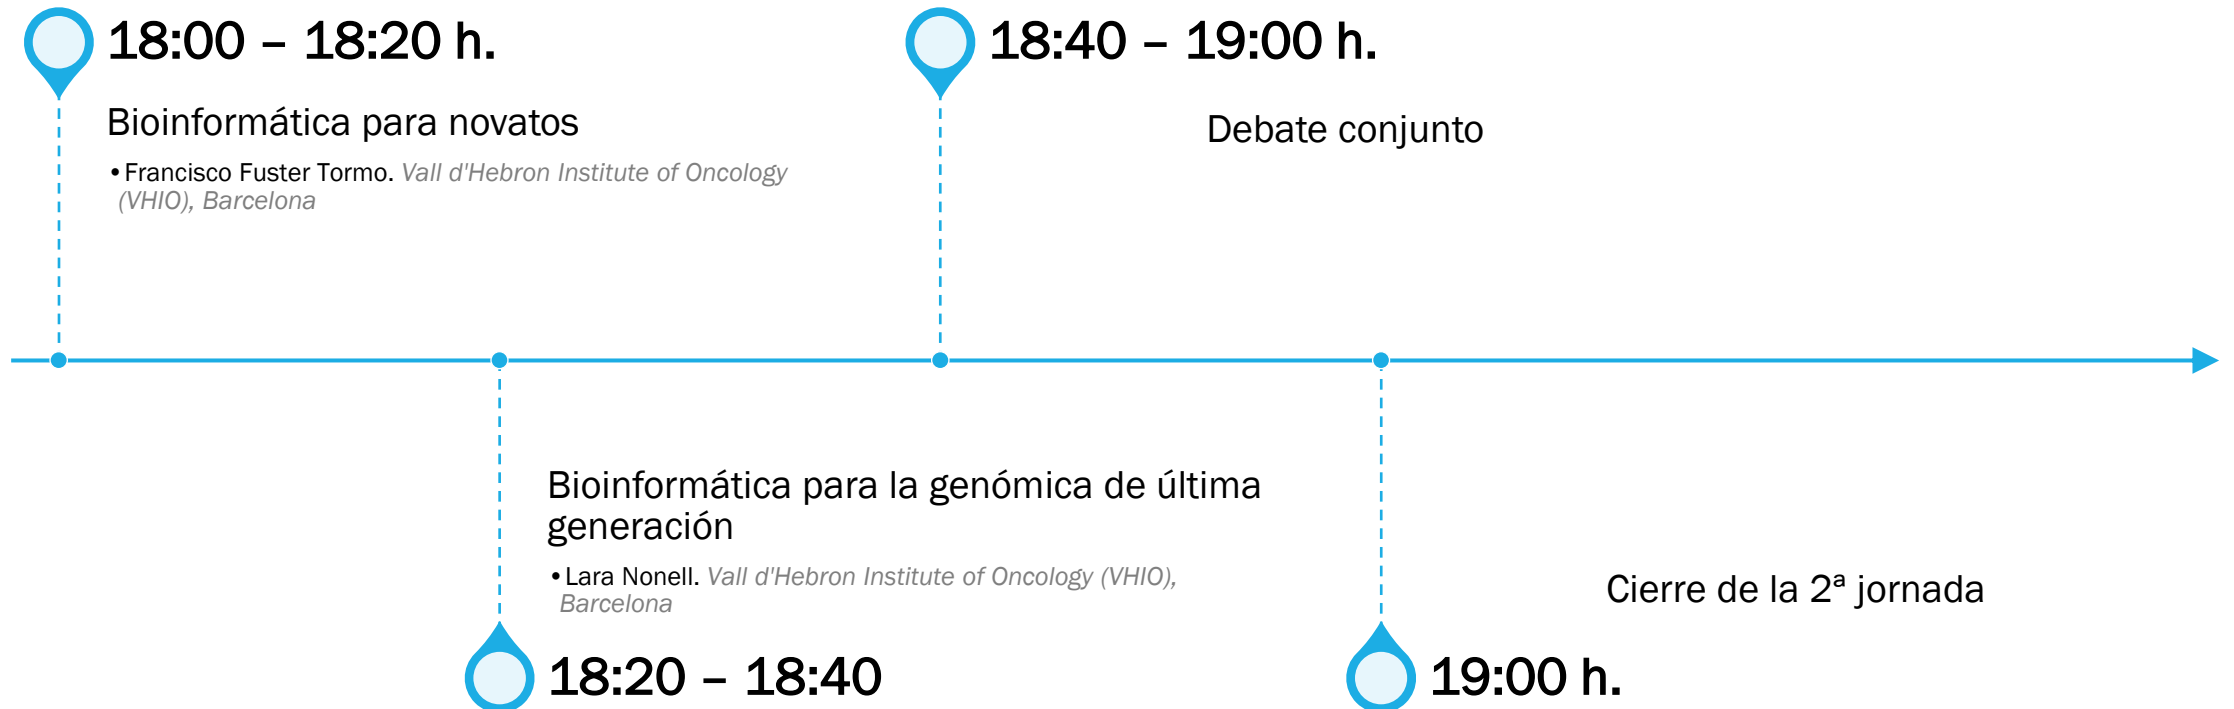 18:00 – 18:20 h.
Bioinformática para novatos
•Francisco Fuster Tormo. Vall d'Hebron Institute of Oncology
(VHIO), Barcelona
18:40 – 19:00 h.
Debate conjunto
Bioinformática para la genómica de última
generación
•Lara Nonell. Vall d'Hebron Institute of Oncology (VHIO),
Barcelona
18:20 – 18:40
Cierre de la 2ª jornada
19:00 h.